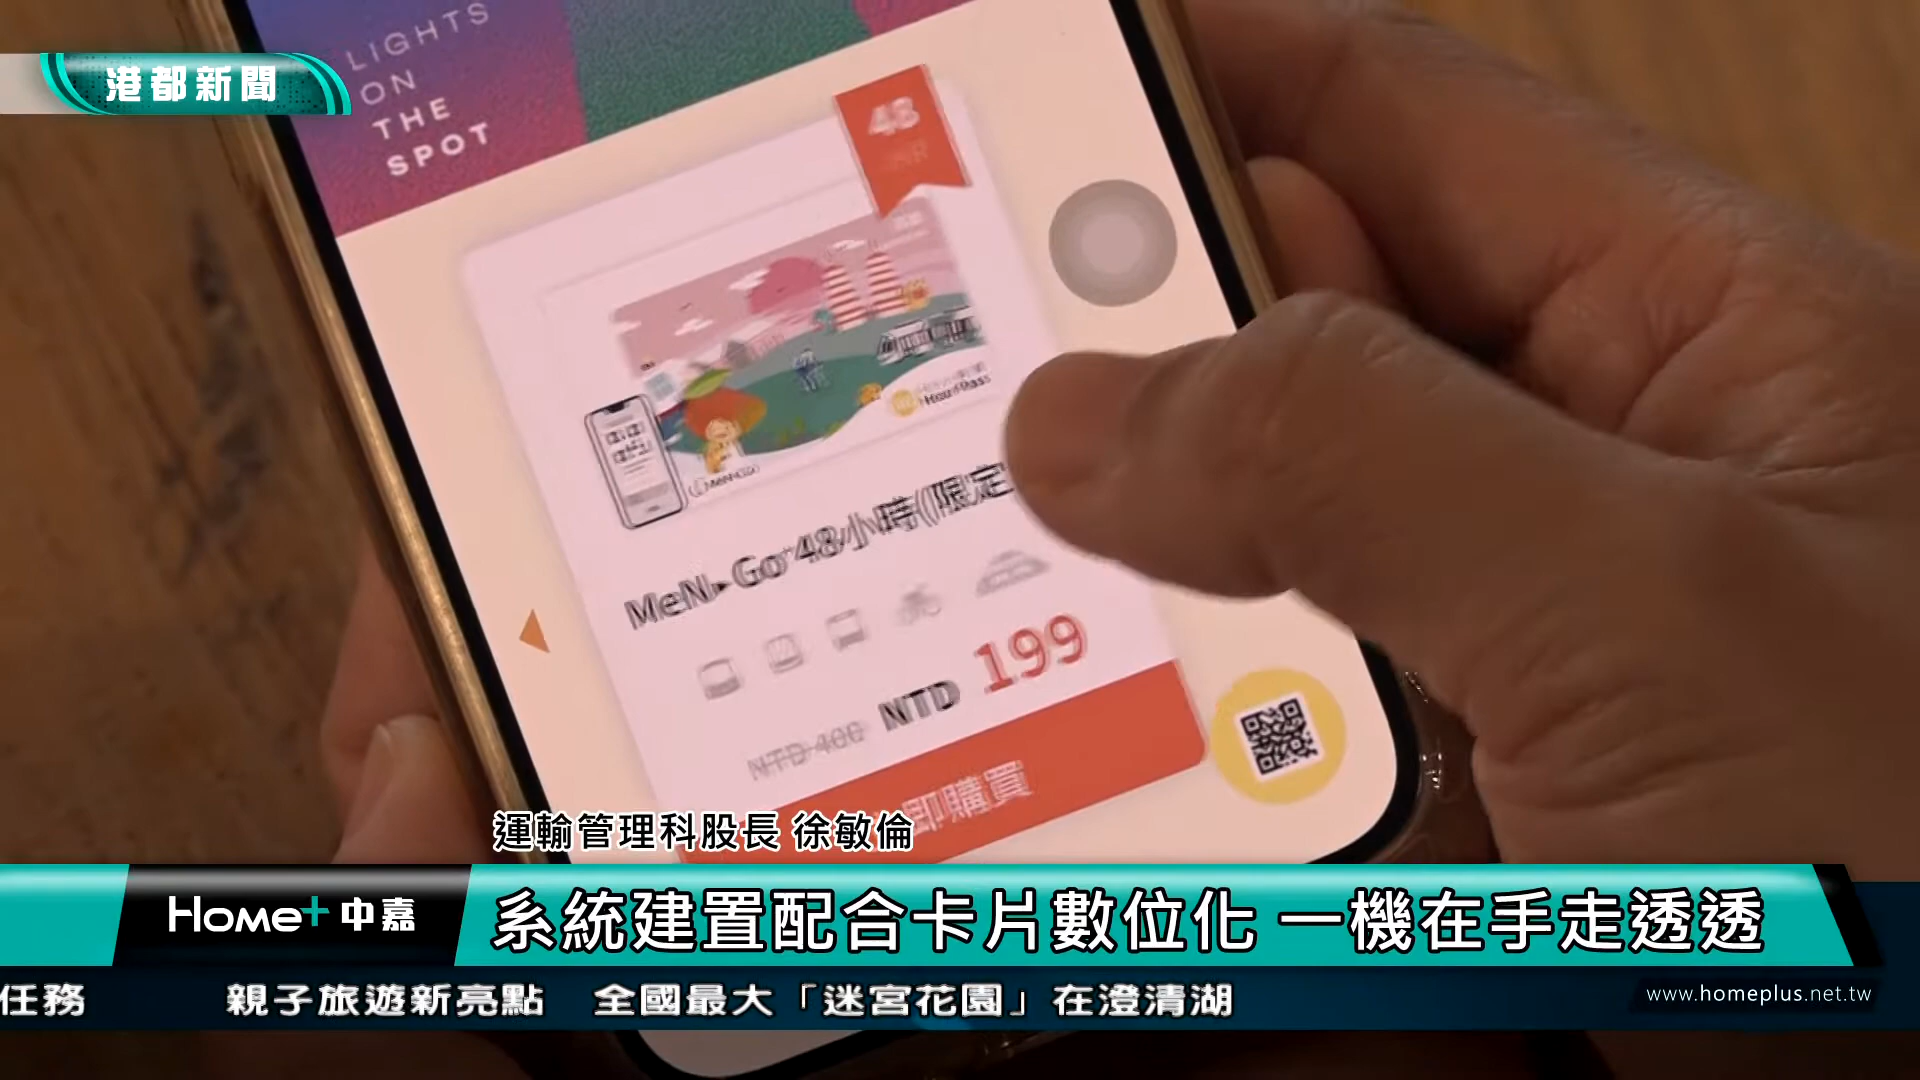 港都新聞
LIGHTS
ON
THE
SPOT
48
HR
MeN▸Go 48小時(限定
NTD 400 NTD 199
即購買
運輸管理科股長 徐敏倫
Home+ 中嘉
系統建置配合卡片數位化 一機在手走透透
任務 親子旅遊新亮點 全國最大「迷宮花園」在澄清湖
www.homeplus.net.tw